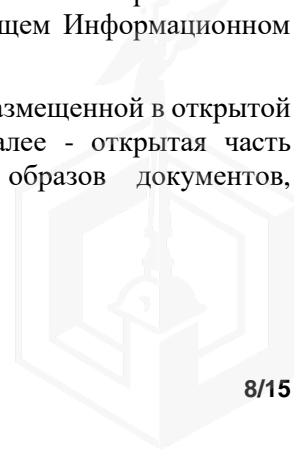 щем Информационном
азмещенной в открытой
алее - открытая часть
образов документов,
8/15